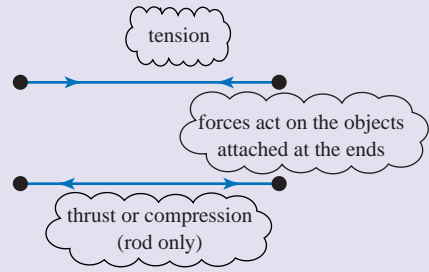 tension
forces act on the objects
attached at the ends
thrust or compression
(rod only)